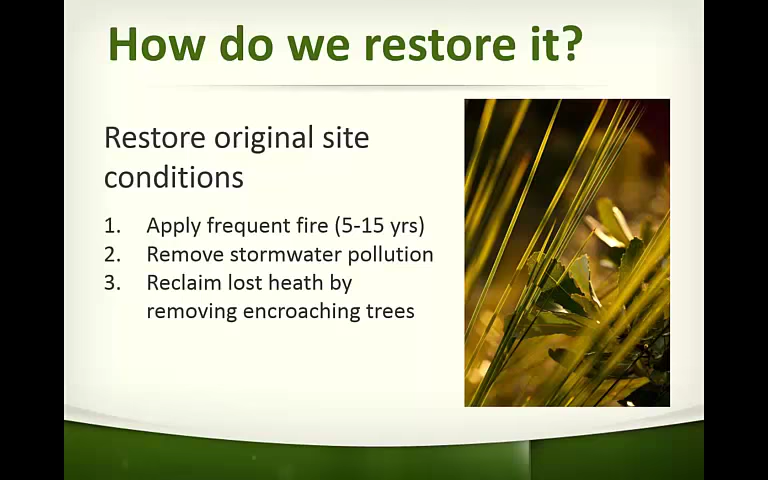 How do we restore it?
Restore original site
conditions
1. Apply frequent fire (5-15 yrs)
2. Remove stormwater pollution
3. Reclaim lost heath by
removing encroaching trees